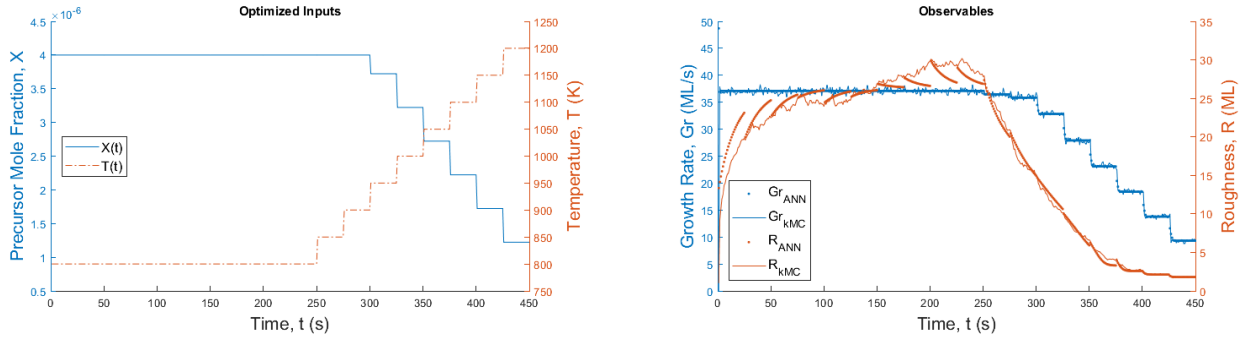 Optimized Inputs
×10⁻⁶
Precursor Mole Fraction, X
4.5
4
3.5
3
2.5
2
1.5
1
0.5
X(t)
T(t)
1250
1200
1150
1100
1050
1000
950
900
850
800
750
Temperature, T (K)
0 50 100 150 200 250 300 350 400 450
Time, t (s)
Observables
Growth Rate, Gr (ML/s)
50
45
40
35
30
25
20
15
10
5
0
Gr_ANN
Gr_kMC
R_ANN
R_kMC
35
30
25
20
15
10
5
0
Roughness, R (ML)
0 50 100 150 200 250 300 350 400 450
Time, t (s)